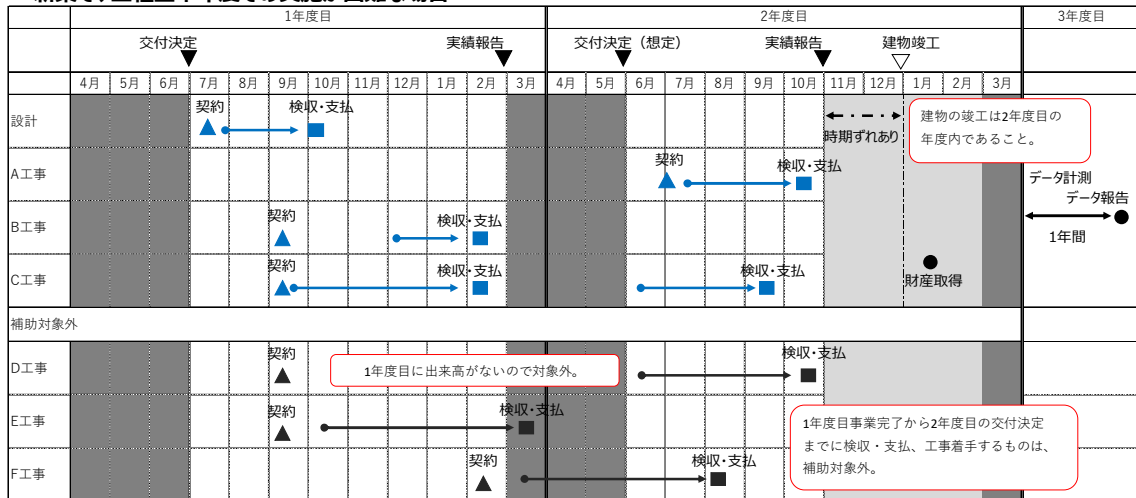 1年度目 2年度目 3年度目
交付決定 実績報告 交付決定（想定） 実績報告 建物竣工
4月 5月 6月 7月 8月 9月 10月 11月 12月 1月 2月 3月 4月 5月 6月 7月 8月 9月 10月 11月 12月 1月 2月 3月
設計 契約 検収・支払
時期ずれあり
建物の竣工は2年度目の
年度内であること。
A工事 契約 検収・支払
データ計測
データ報告
1年間
B工事 契約 検収・支払
C工事 契約 検収・支払 検収・支払
財産取得
補助対象外
D工事 契約 検収・支払
1年度目に出来高がないので対象外。
E工事 契約 検収・支払
1年度目事業完了から2年度目の交付決定
までに検収・支払、工事着手するものは、
補助対象外。
F工事 契約 検収・支払